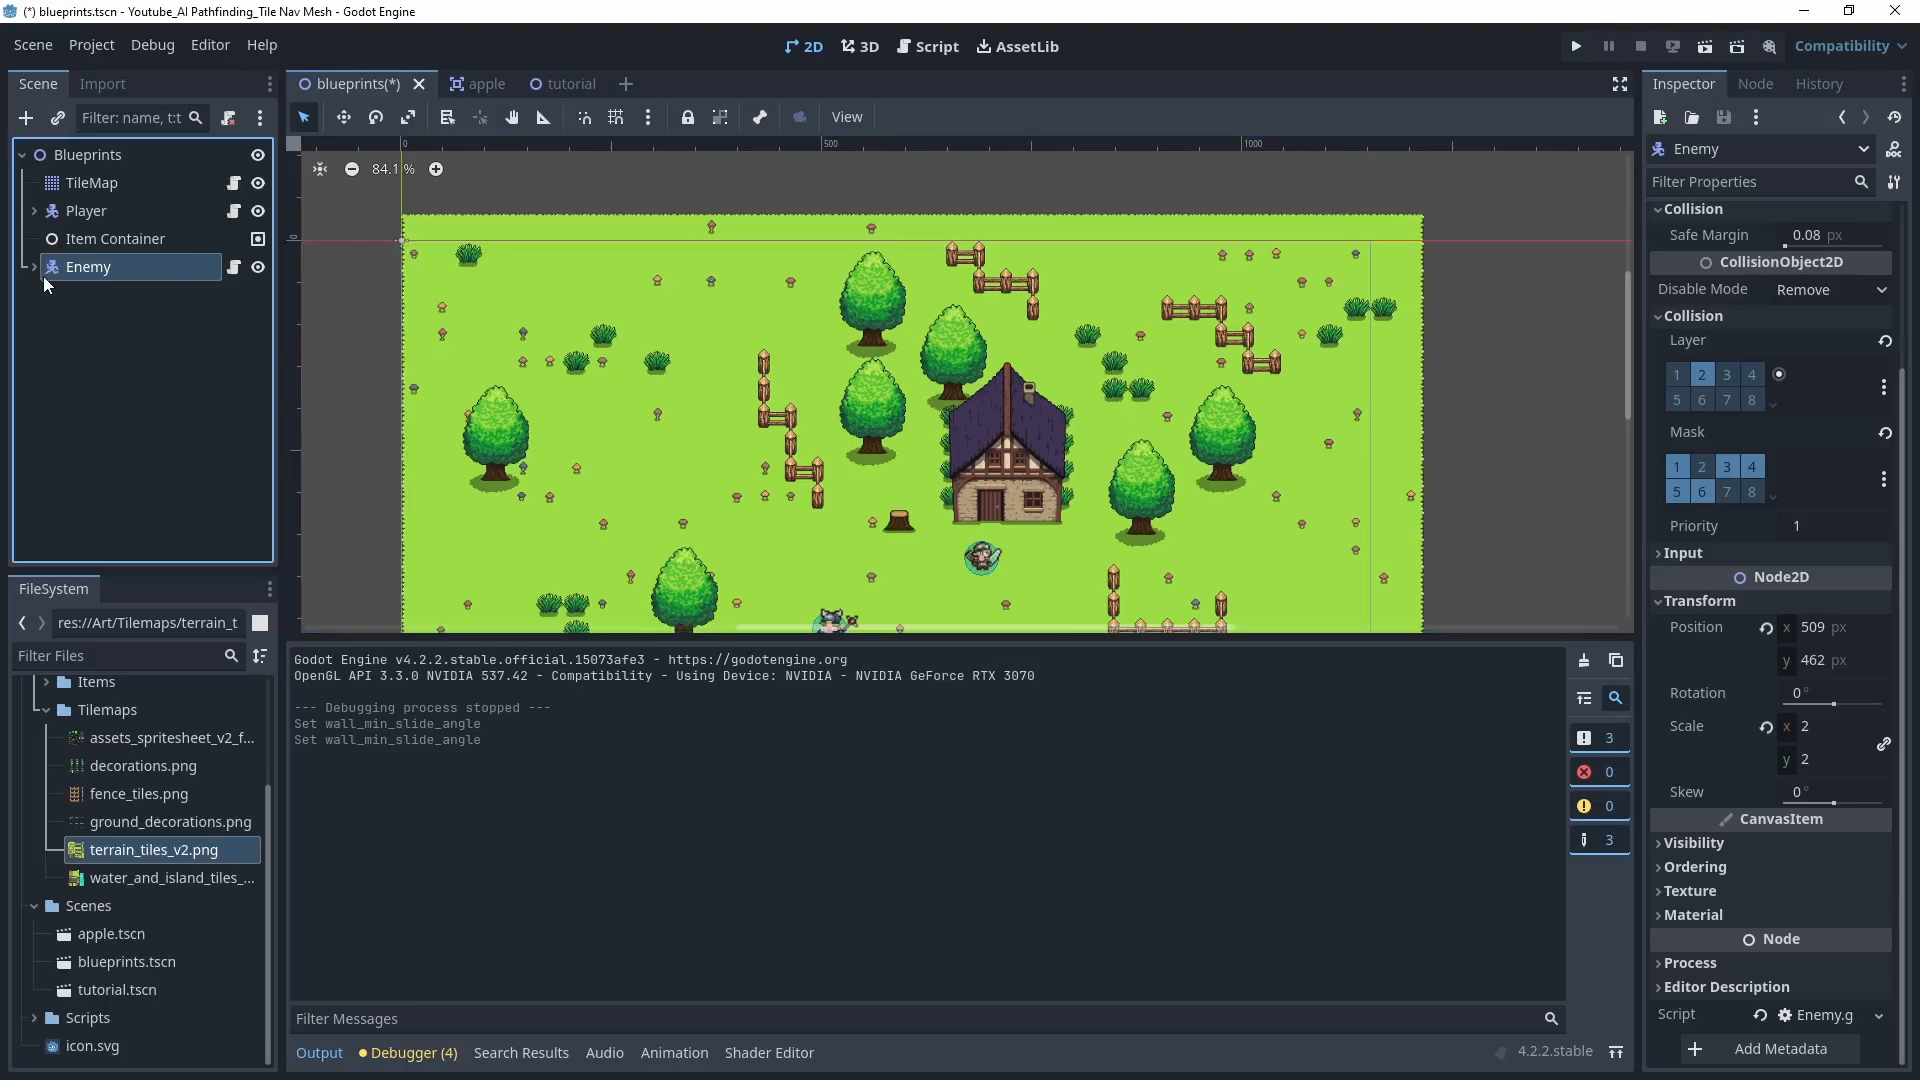 (*) blueprints.tscn - Youtube_AI Pathfinding_Tile Nav Mesh - Godot Engine
Scene Project Debug Editor Help
2D 3D Script AssetLib
Compatibility
Scene Import
blueprints(*) apple tutorial
Inspector Node History
Filter: name, t:t
View
Enemy
Filter Properties
Blueprints
TileMap
Player
Item Container
Enemy
0 500 1000
84.1 %
0
Collision
Safe Margin 0.08 px
CollisionObject2D
Disable Mode Remove
Collision
Layer
1 2 3 4
5 6 7 8
Mask
1 2 3 4
5 6 7 8
Priority 1
Input
Node2D
Transform
Position x 509 px
y 462 px
Rotation 0 °
Scale x 2
y 2
Skew 0 °
CanvasItem
Visibility
Ordering
Texture
Material
Node
Process
Editor Description
Script Enemy.g
Add Metadata
FileSystem
res://Art/Tilemaps/terrain_t
Filter Files
Items
Tilemaps
assets_spritesheet_v2_f...
decorations.png
fence_tiles.png
ground_decorations.png
terrain_tiles_v2.png
water_and_island_tiles_...
Scenes
apple.tscn
blueprints.tscn
tutorial.tscn
Scripts
icon.svg
Godot Engine v4.2.2.stable.official.15073afe3 - https://godotengine.org
OpenGL API 3.3.0 NVIDIA 537.42 - Compatibility - Using Device: NVIDIA - NVIDIA GeForce RTX 3070
--- Debugging process stopped ---
Set wall_min_slide_angle
Set wall_min_slide_angle
3
0
0
3
Filter Messages
Output Debugger (4) Search Results Audio Animation Shader Editor
4.2.2.stable